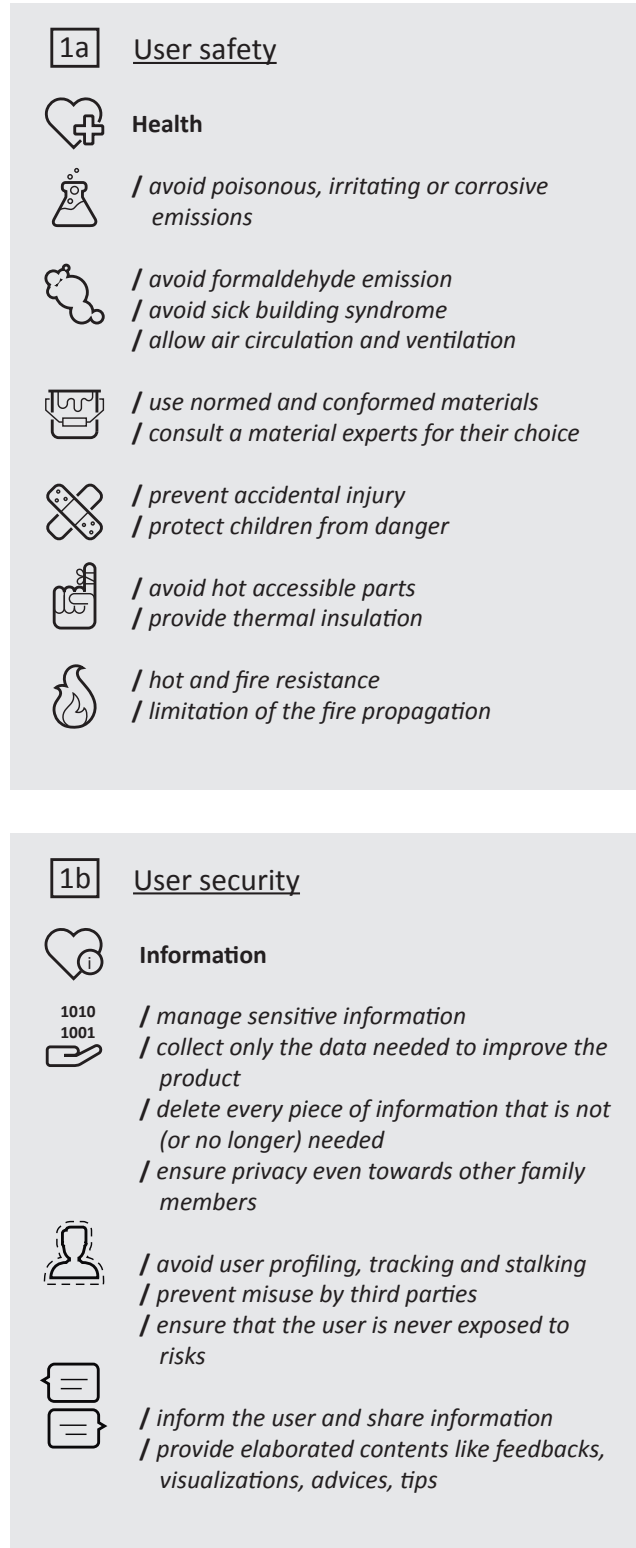 1a User safety
Health
/ avoid poisonous, irritating or corrosive
emissions
/ avoid formaldehyde emission
/ avoid sick building syndrome
/ allow air circulation and ventilation
/ use normed and conformed materials
/ consult a material experts for their choice
/ prevent accidental injury
/ protect children from danger
/ avoid hot accessible parts
/ provide thermal insulation
/ hot and fire resistance
/ limitation of the fire propagation
1b User security
i
Information
1010
1001
/ manage sensitive information
/ collect only the data needed to improve the
product
/ delete every piece of information that is not
(or no longer) needed
/ ensure privacy even towards other family
members
/ avoid user profiling, tracking and stalking
/ prevent misuse by third parties
/ ensure that the user is never exposed to
risks
/ inform the user and share information
/ provide elaborated contents like feedbacks,
visualizations, advices, tips